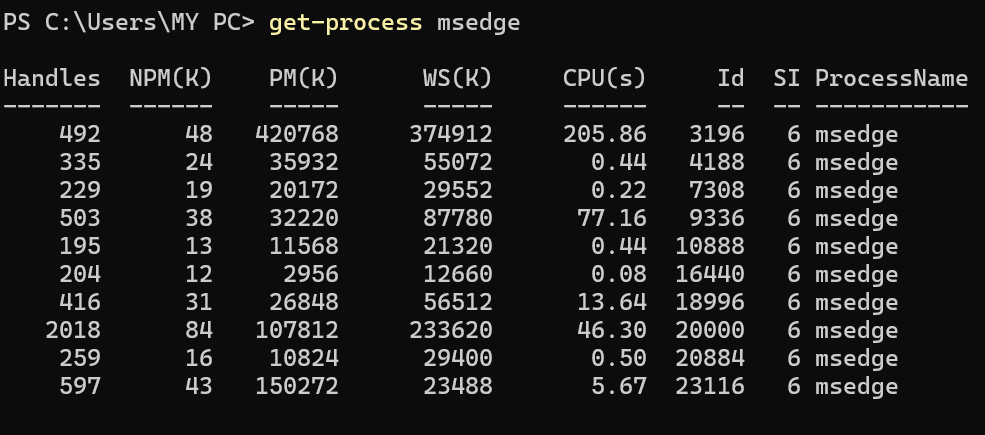 PS C:\Users\MY PC> get-process msedge
Handles  NPM(K)    PM(K)      WS(K)     CPU(s)     Id  SI ProcessName
-------  ------    -----      -----     ------     --  -- -----------
    492      48   420768     374912     205.86   3196   6 msedge
    335      24    35932      55072       0.44   4188   6 msedge
    229      19    20172      29552       0.22   7308   6 msedge
    503      38    32220      87780      77.16   9336   6 msedge
    195      13    11568      21320       0.44  10888   6 msedge
    204      12     2956      12660       0.08  16440   6 msedge
    416      31    26848      56512      13.64  18996   6 msedge
   2018      84   107812     233620      46.30  20000   6 msedge
    259      16    10824      29400       0.50  20884   6 msedge
    597      43   150272      23488       5.67  23116   6 msedge